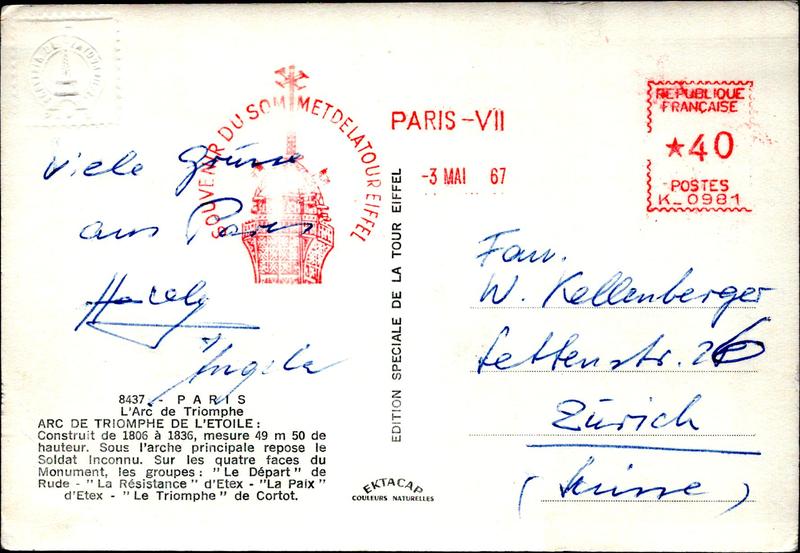 SOUVENIR DU SOMMET DE LA TOUR EIFFEL
PARIS-VII
-3 MAI 67
REPUBLIQUE
FRANÇAISE
★40
POSTES
K_0981
Viele Grüsse
aus Paris
Ingela
8437. - PARIS
L'Arc de Triomphe
ARC DE TRIOMPHE DE L'ETOILE :
Construit de 1806 à 1836, mesure 49 m 50 de
hauteur. Sous l'arche principale repose le
Soldat Inconnu. Sur les quatre faces du
Monument, les groupes : "Le Départ" de
Rude - "La Résistance" d'Etex - "La Paix"
d'Etex - "Le Triomphe" de Cortot.
EDITION SPECIALE DE LA TOUR EIFFEL
EKTACAP
COULEURS NATURELLES
Fam.
W. Kellenberger
Lettenstr. 26
Zürich
(Suisse)